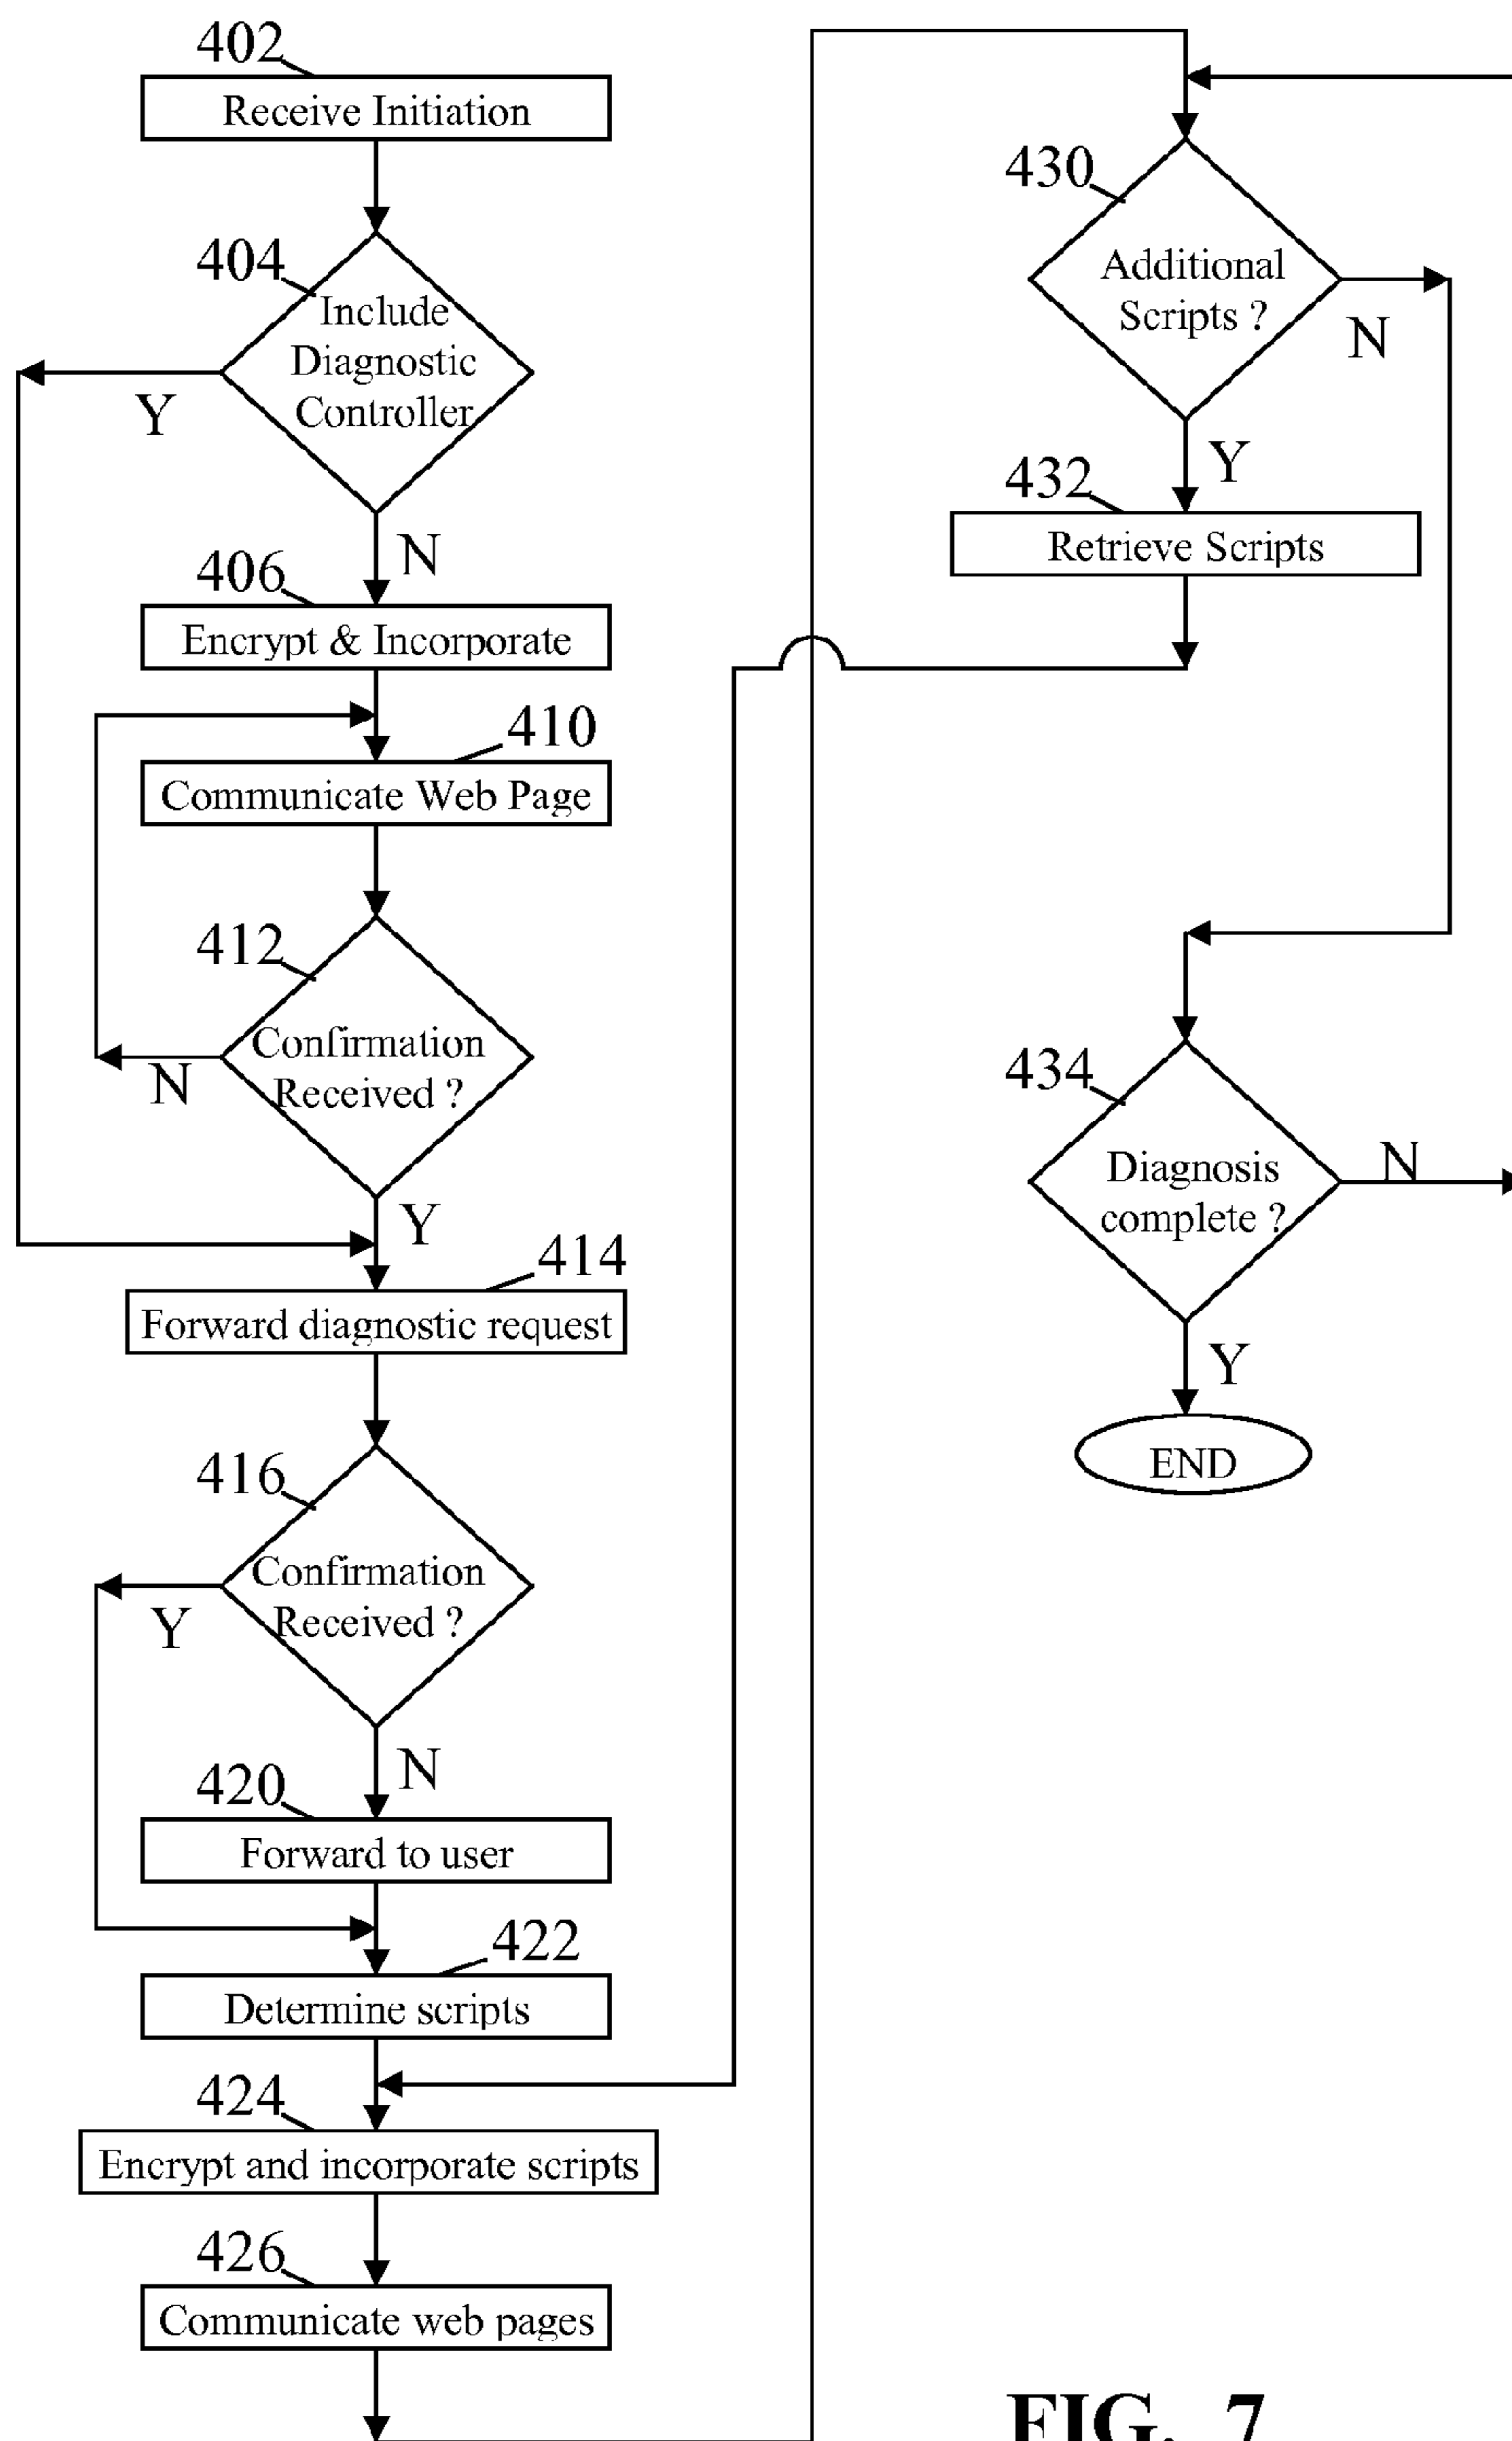 402
Receive Initiation
404
Include
Diagnostic
Controller
Y
N
406
Encrypt & Incorporate
410
Communicate Web Page
412
Confirmation
Received ?
N
Y
414
Forward diagnostic request
416
Confirmation
Received ?
Y
N
420
Forward to user
422
Determine scripts
424
Encrypt and incorporate scripts
426
Communicate web pages
430
Additional
Scripts ?
N
Y
432
Retrieve Scripts
434
Diagnosis
complete ?
N
Y
END
FIG. 7